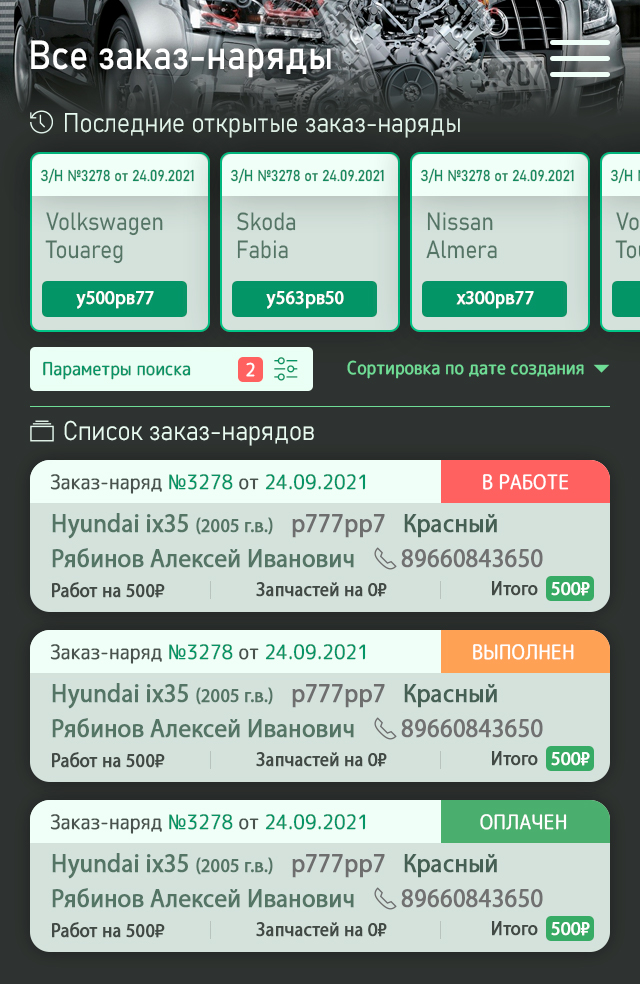 Все заказ-наряды
Последние открытые заказ-наряды
З/Н №3278 от 24.09.2021
Volkswagen
Touareg
у500рв77
З/Н №3278 от 24.09.2021
Skoda
Fabia
у563рв50
З/Н №3278 от 24.09.2021
Nissan
Almera
х300рв77
З/Н
Vo
To
Параметры поиска 2
Сортировка по дате создания
Список заказ-нарядов
Заказ-наряд №3278 от 24.09.2021 В РАБОТЕ
Hyundai ix35 (2005 г.в.) р777рр7 Красный
Рябинов Алексей Иванович 89660843650
Работ на 500₽ Запчастей на 0₽ Итого 500₽
Заказ-наряд №3278 от 24.09.2021 ВЫПОЛНЕН
Hyundai ix35 (2005 г.в.) р777рр7 Красный
Рябинов Алексей Иванович 89660843650
Работ на 500₽ Запчастей на 0₽ Итого 500₽
Заказ-наряд №3278 от 24.09.2021 ОПЛАЧЕН
Hyundai ix35 (2005 г.в.) р777рр7 Красный
Рябинов Алексей Иванович 89660843650
Работ на 500₽ Запчастей на 0₽ Итого 500₽